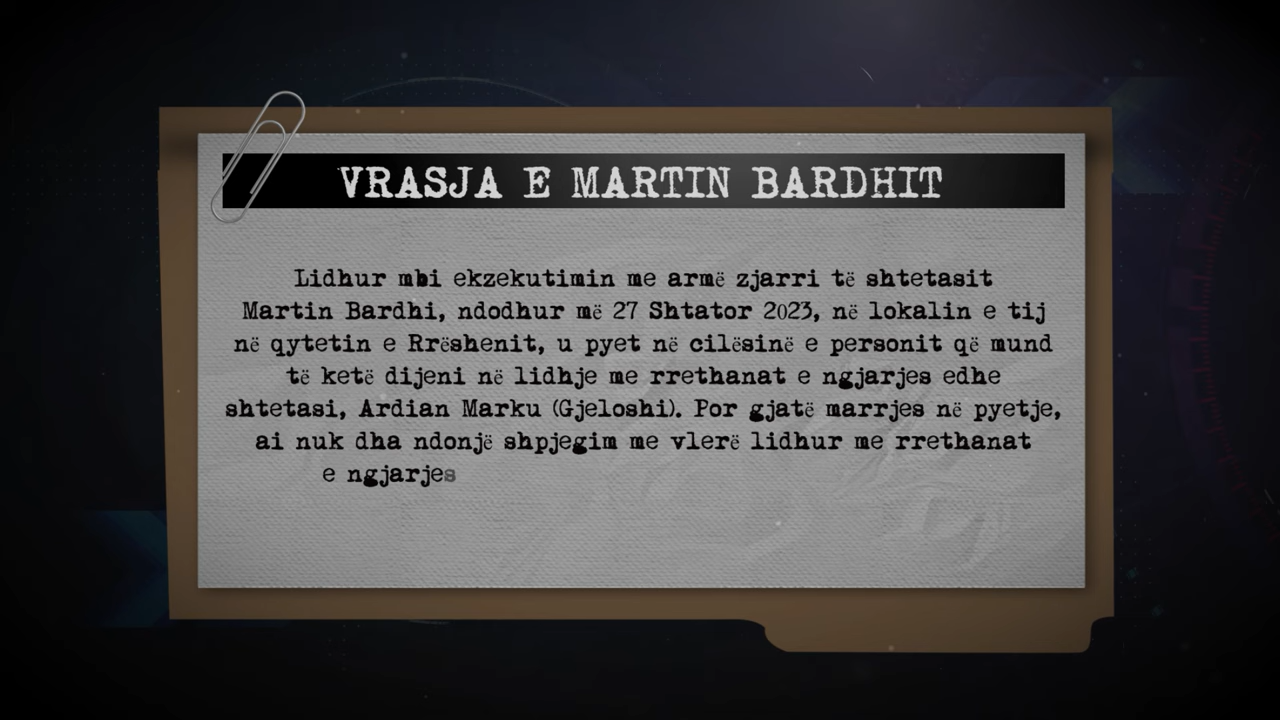 VRASJA E MARTIN BARDHIT
Lidhur mbi ekzekutimin me armë zjarri të shtetasit
Martin Bardhi, ndodhur më 27 Shtator 2023, në lokalin e tij
në qytetin e Rrëshenit, u pyet në cilësinë e personit që mund
të ketë dijeni në lidhje me rrethanat e ngjarjes edhe
shtetasi, Ardian Marku (Gjeloshi). Por gjatë marrjes në pyetje,
ai nuk dha ndonjë shpjegim me vlerë lidhur me rrethanat
e ngjarjes